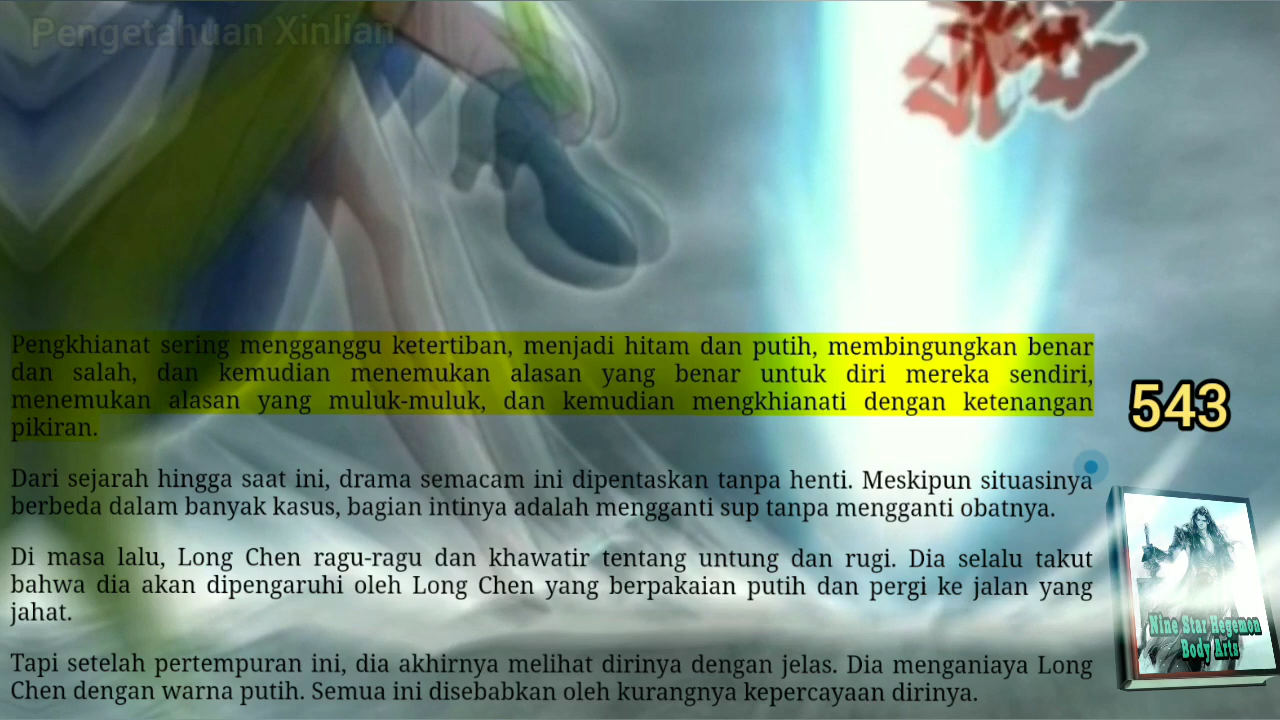 Pengetahuan Xinlian
Pengkhianat sering mengganggu ketertiban, menjadi hitam dan putih, membingungkan benar
dan salah, dan kemudian menemukan alasan yang benar untuk diri mereka sendiri,
menemukan alasan yang muluk-muluk, dan kemudian mengkhianati dengan ketenangan
pikiran.
543
Dari sejarah hingga saat ini, drama semacam ini dipentaskan tanpa henti. Meskipun situasinya
berbeda dalam banyak kasus, bagian intinya adalah mengganti sup tanpa mengganti obatnya.
Di masa lalu, Long Chen ragu-ragu dan khawatir tentang untung dan rugi. Dia selalu takut
bahwa dia akan dipengaruhi oleh Long Chen yang berpakaian putih dan pergi ke jalan yang
jahat.
Nine Star Hegemon
Body Arts
Tapi setelah pertempuran ini, dia akhirnya melihat dirinya dengan jelas. Dia menganiaya Long
Chen dengan warna putih. Semua ini disebabkan oleh kurangnya kepercayaan dirinya.